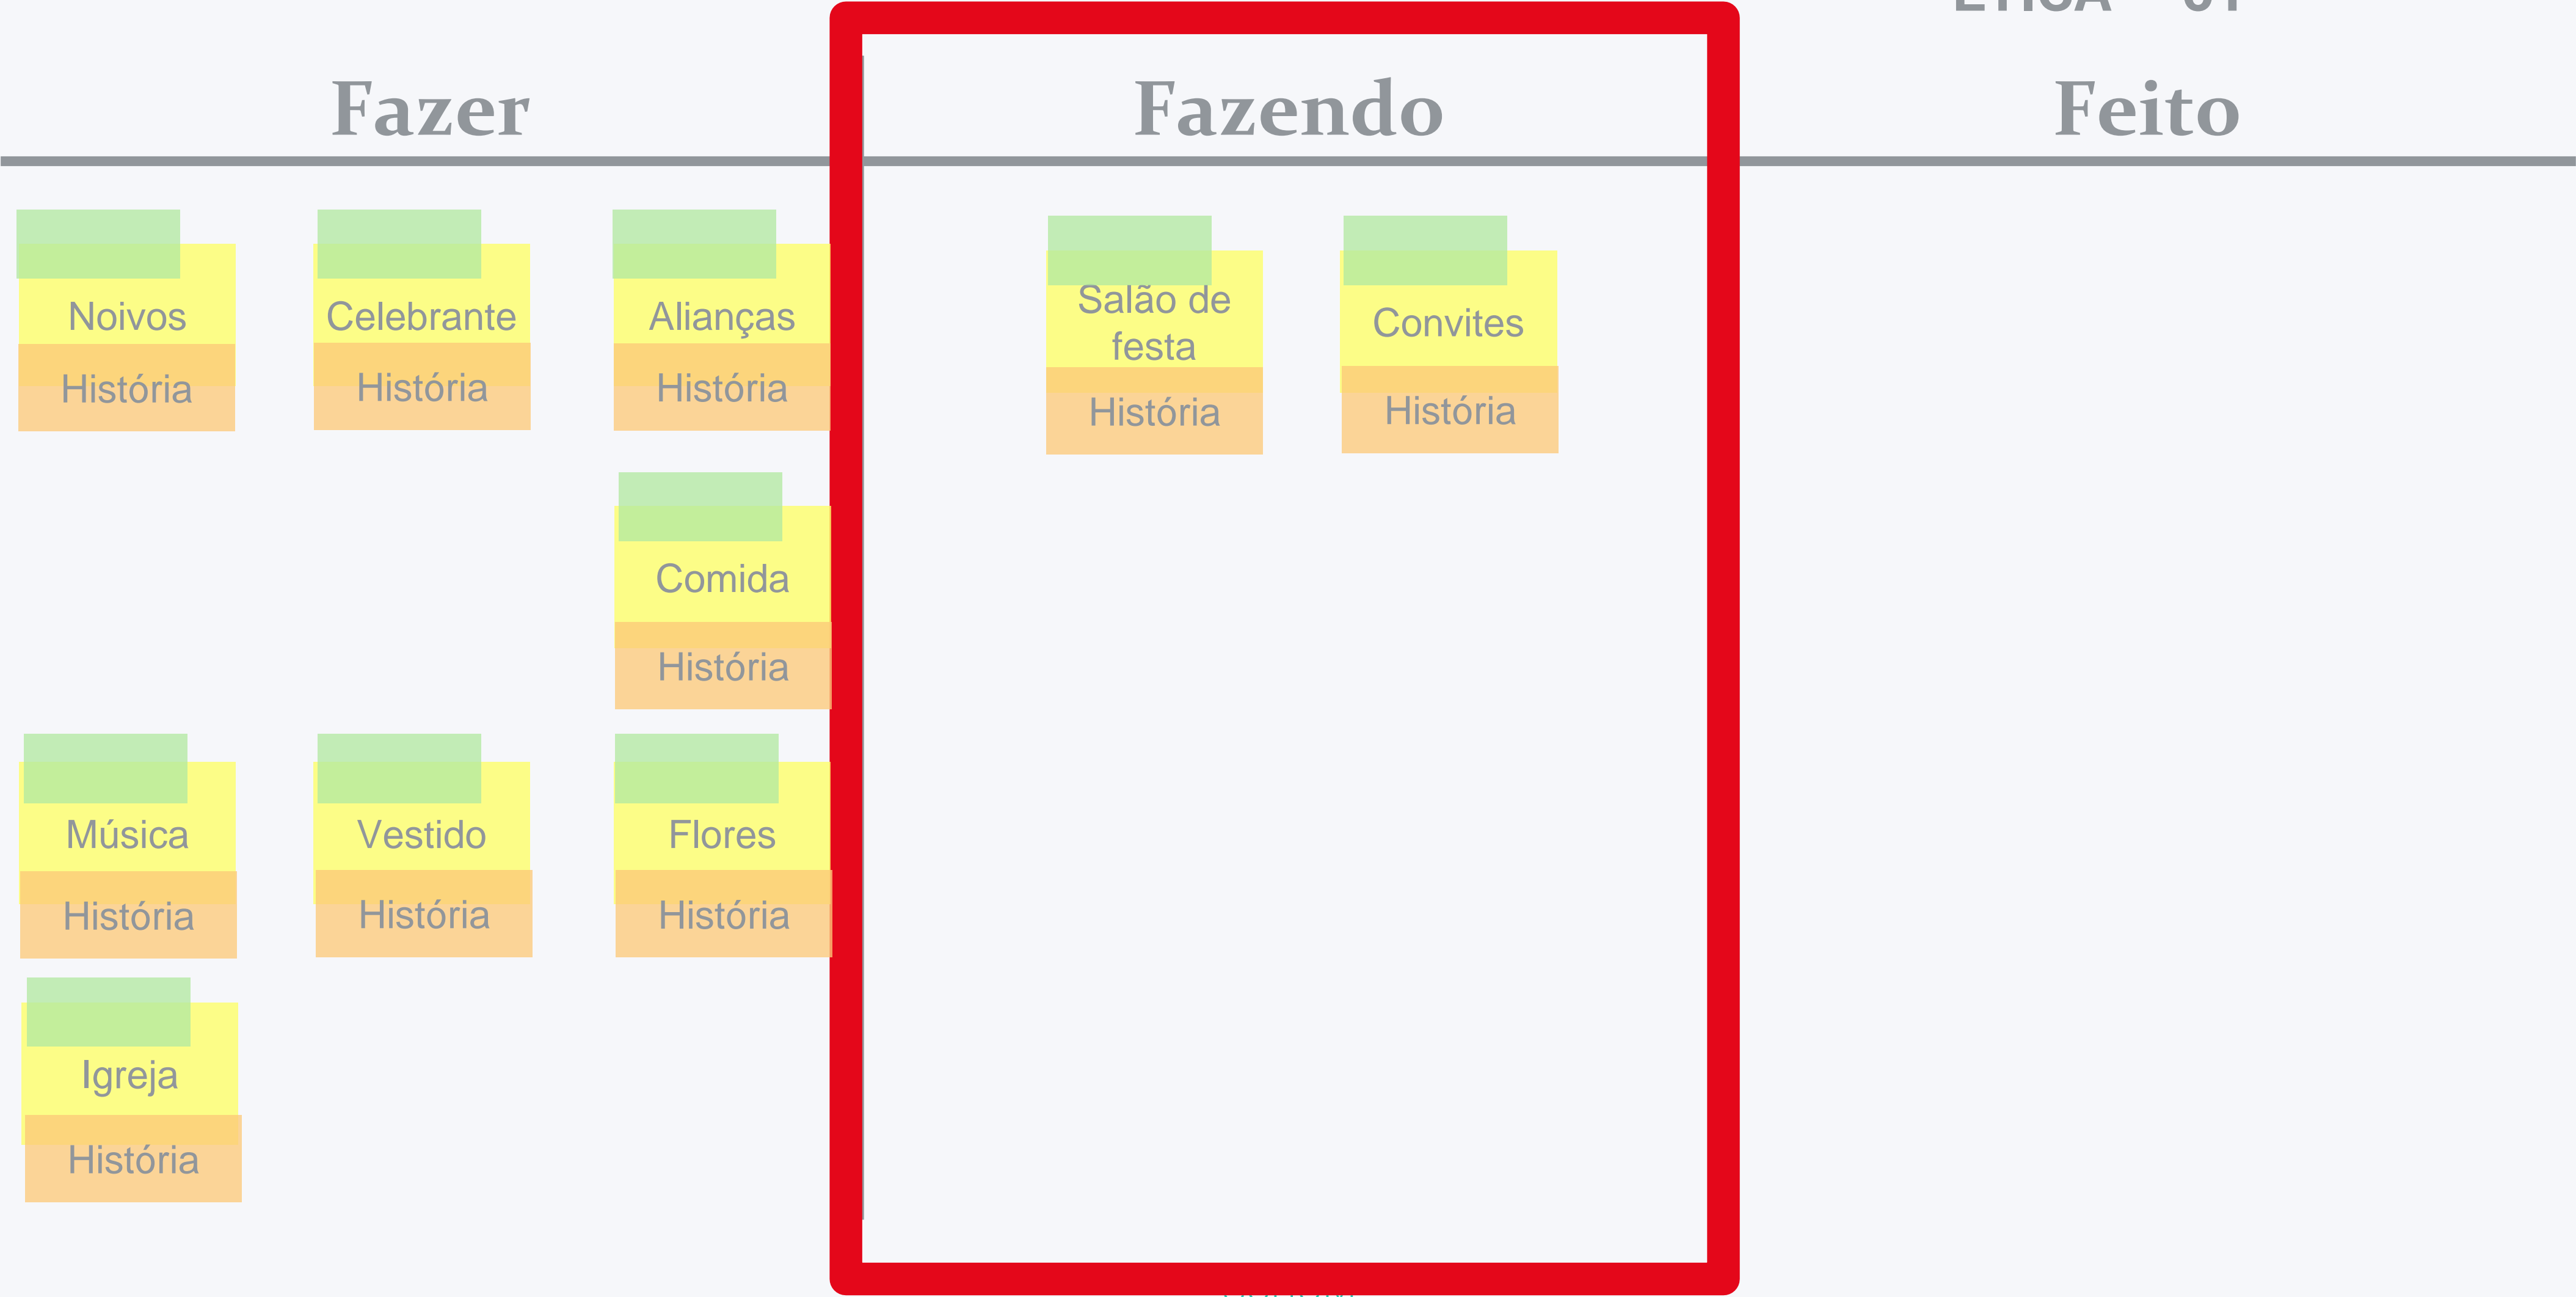 Fazer
Fazendo
Feito
Noivos
História
Celebrante
História
Alianças
História
Comida
História
Música
História
Vestido
História
Flores
História
Igreja
História
Salão de
festa
História
Convites
História